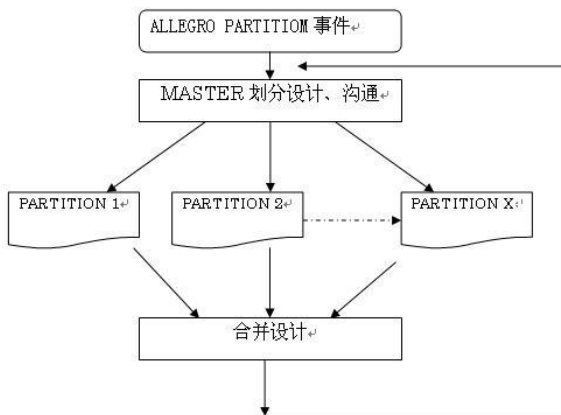 ALLEGRO PARTITIOM 事件↵
MASTER 划分设计、沟通↵
PARTITION 1↵
PARTITION 2↵
PARTITION X↵
合并设计↵